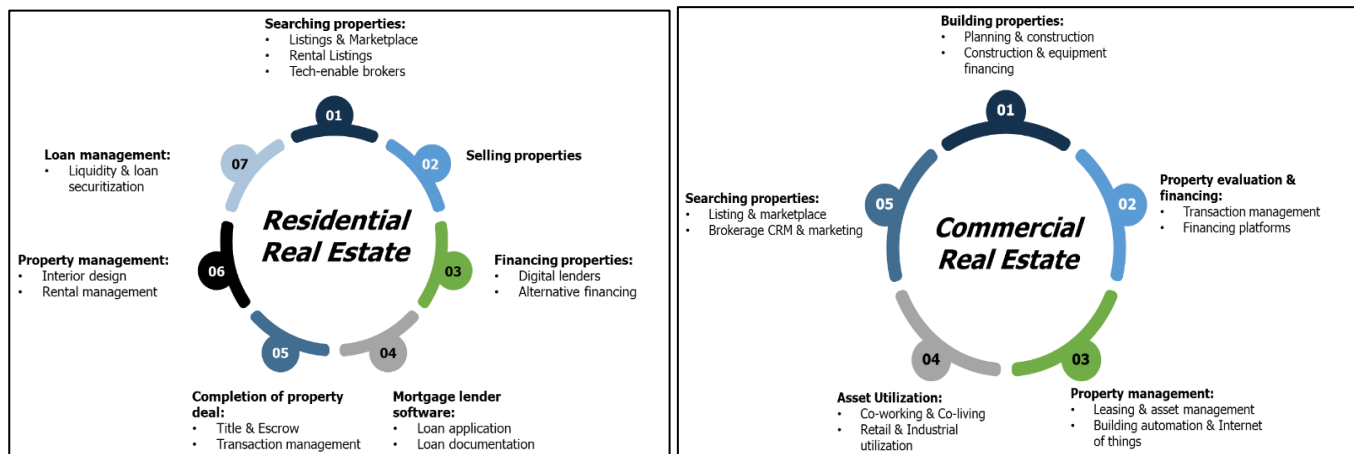 Searching properties:
• Listings & Marketplace
• Rental Listings
• Tech-enable brokers
01
02
Selling properties
03
Financing properties:
• Digital lenders
• Alternative financing
04
Mortgage lender
software:
• Loan application
• Loan documentation
05
Completion of property
deal:
• Title & Escrow
• Transaction management
06
Property management:
• Interior design
• Rental management
07
Loan management:
• Liquidity & loan
securitization
Residential
Real Estate
Building properties:
• Planning & construction
• Construction & equipment
financing
01
02
Property evaluation &
financing:
• Transaction management
• Financing platforms
03
Property management:
• Leasing & asset management
• Building automation & Internet
of things
04
Asset Utilization:
• Co-working & Co-living
• Retail & Industrial
utilization
05
Searching properties:
• Listing & marketplace
• Brokerage CRM & marketing
Commercial
Real Estate